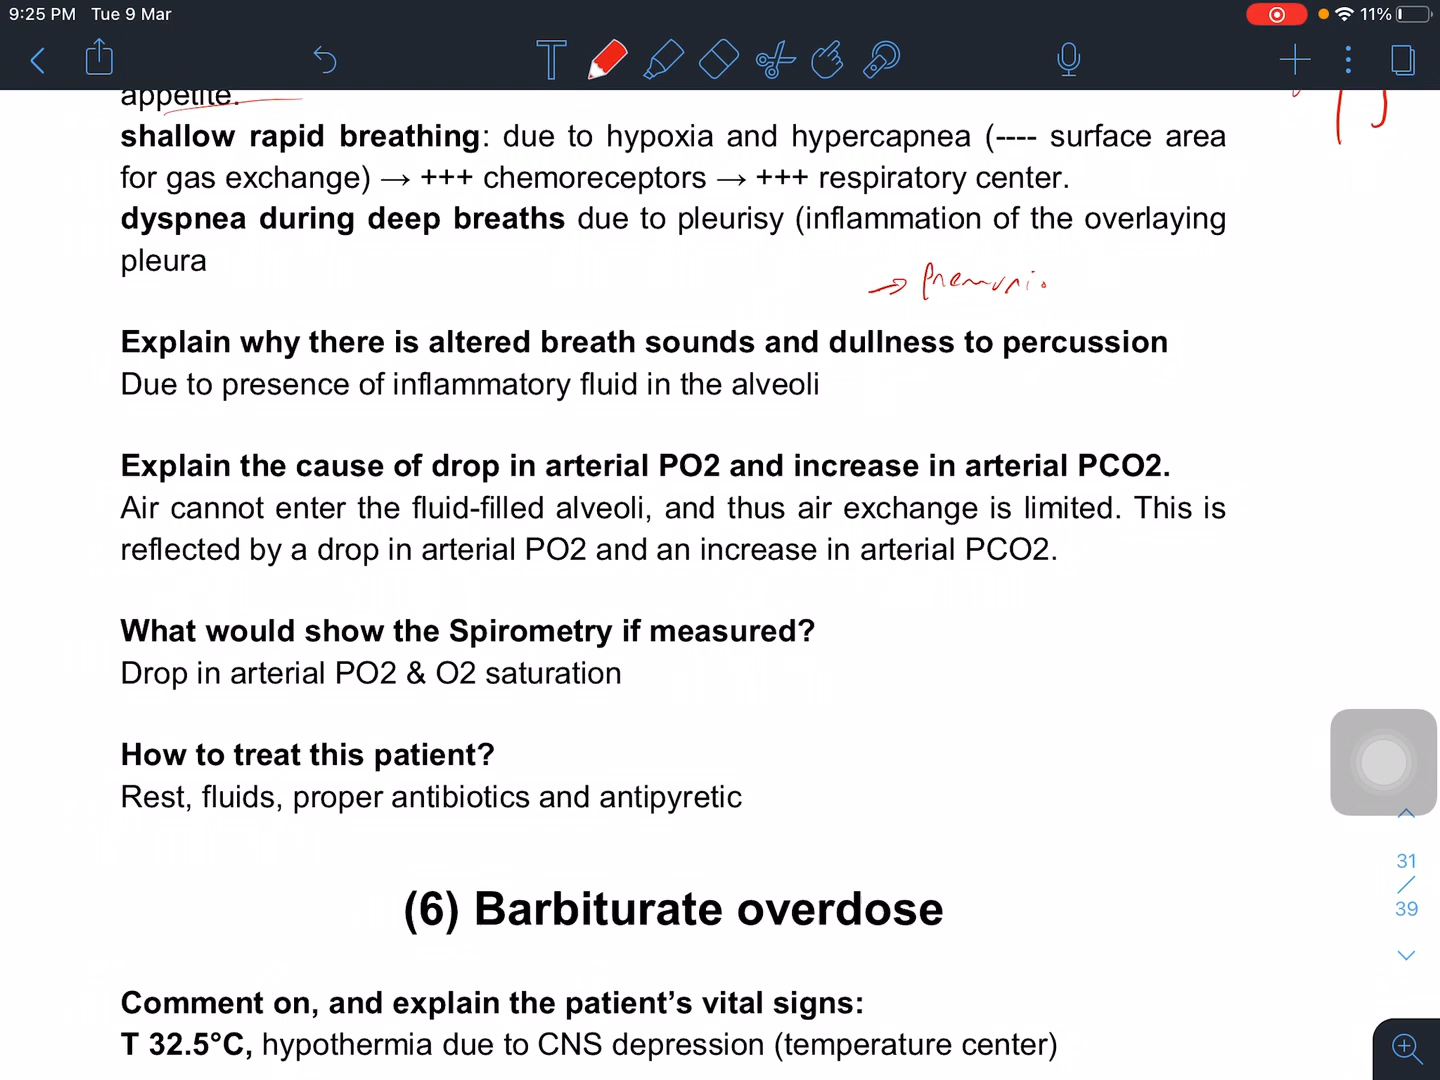 9:25 PM Tue 9 Mar
11%
appetite.
shallow rapid breathing: due to hypoxia and hypercapnea (---- surface area
for gas exchange) → +++ chemoreceptors → +++ respiratory center.
dyspnea during deep breaths due to pleurisy (inflammation of the overlaying
pleura
Explain why there is altered breath sounds and dullness to percussion
Due to presence of inflammatory fluid in the alveoli
Explain the cause of drop in arterial PO2 and increase in arterial PCO2.
Air cannot enter the fluid-filled alveoli, and thus air exchange is limited. This is
reflected by a drop in arterial PO2 and an increase in arterial PCO2.
What would show the Spirometry if measured?
Drop in arterial PO2 & O2 saturation
How to treat this patient?
Rest, fluids, proper antibiotics and antipyretic
31
/
39
(6) Barbiturate overdose
Comment on, and explain the patient’s vital signs:
T 32.5°C, hypothermia due to CNS depression (temperature center)